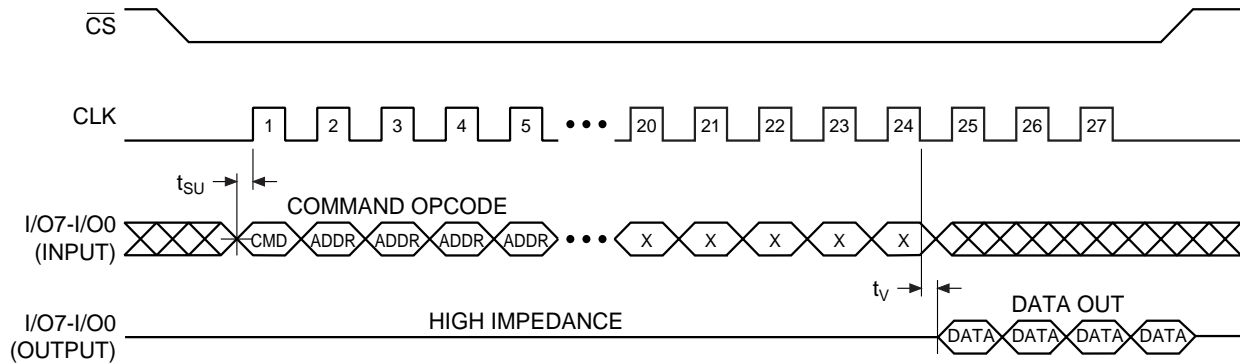 CS
CLK
1 2 3 4 5 ••• 20 21 22 23 24 25 26 27
tSU
COMMAND OPCODE
I/O7-I/O0
(INPUT)
CMD ADDR ADDR ADDR ADDR ••• X X X X X
tV
DATA OUT
I/O7-I/O0
(OUTPUT)
HIGH IMPEDANCE
DATA DATA DATA DATA